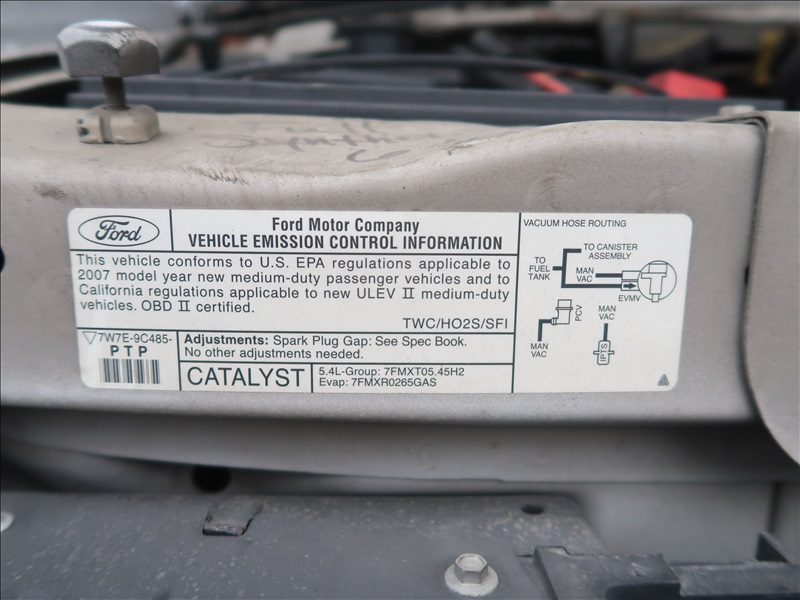 Ford
Ford Motor Company
VEHICLE EMISSION CONTROL INFORMATION
This vehicle conforms to U.S. EPA regulations applicable to
2007 model year new medium-duty passenger vehicles and to
California regulations applicable to new ULEV II medium-duty
vehicles. OBD II certified.
TWC/HO2S/SFI
7W7E-9C485-
PTP
Adjustments: Spark Plug Gap: See Spec Book.
No other adjustments needed.
CATALYST
5.4L-Group: 7FMXT05.45H2
Evap: 7FMXR0265GAS
VACUUM HOSE ROUTING
TO CANISTER
ASSEMBLY
TO
FUEL
TANK
MAN
VAC
EVMV
PCV
MAN
VAC
MAN
VAC
IPTS